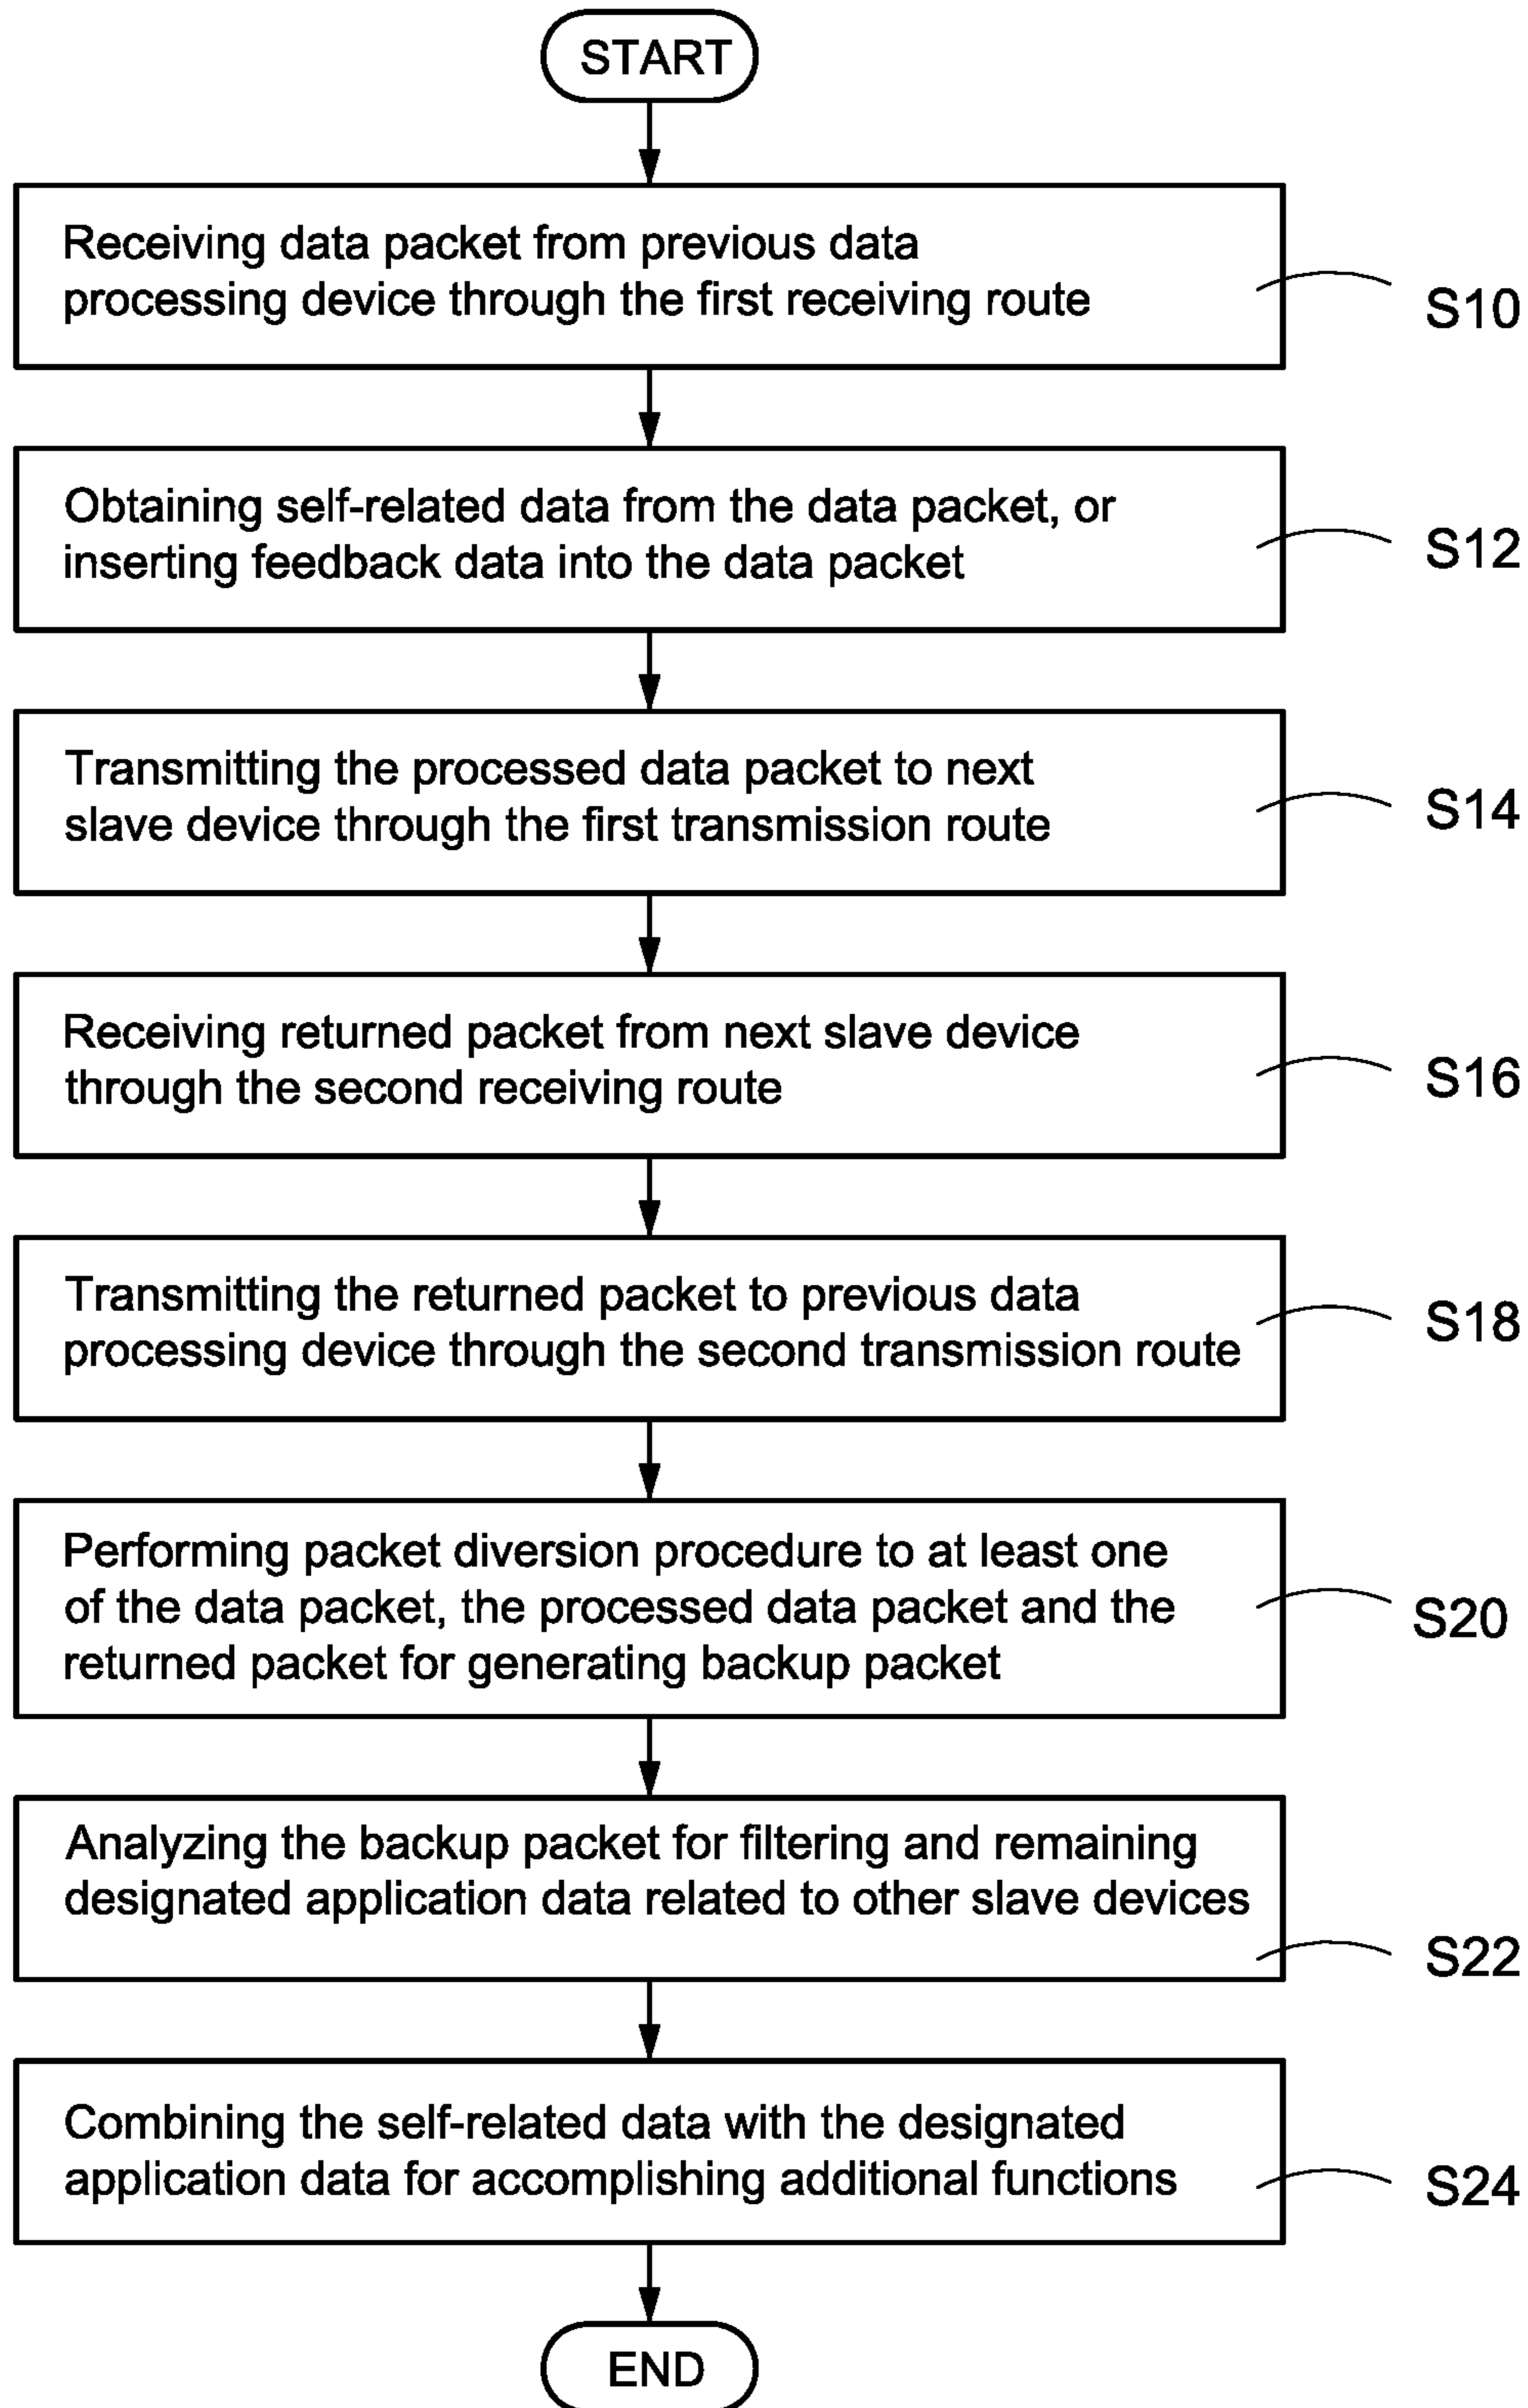 START
Receiving data packet from previous data
processing device through the first receiving route
S10
Obtaining self-related data from the data packet, or
inserting feedback data into the data packet
S12
Transmitting the processed data packet to next
slave device through the first transmission route
S14
Receiving returned packet from next slave device
through the second receiving route
S16
Transmitting the returned packet to previous data
processing device through the second transmission route
S18
Performing packet diversion procedure to at least one
of the data packet, the processed data packet and the
returned packet for generating backup packet
S20
Analyzing the backup packet for filtering and remaining
designated application data related to other slave devices
S22
Combining the self-related data with the designated
application data for accomplishing additional functions
S24
END